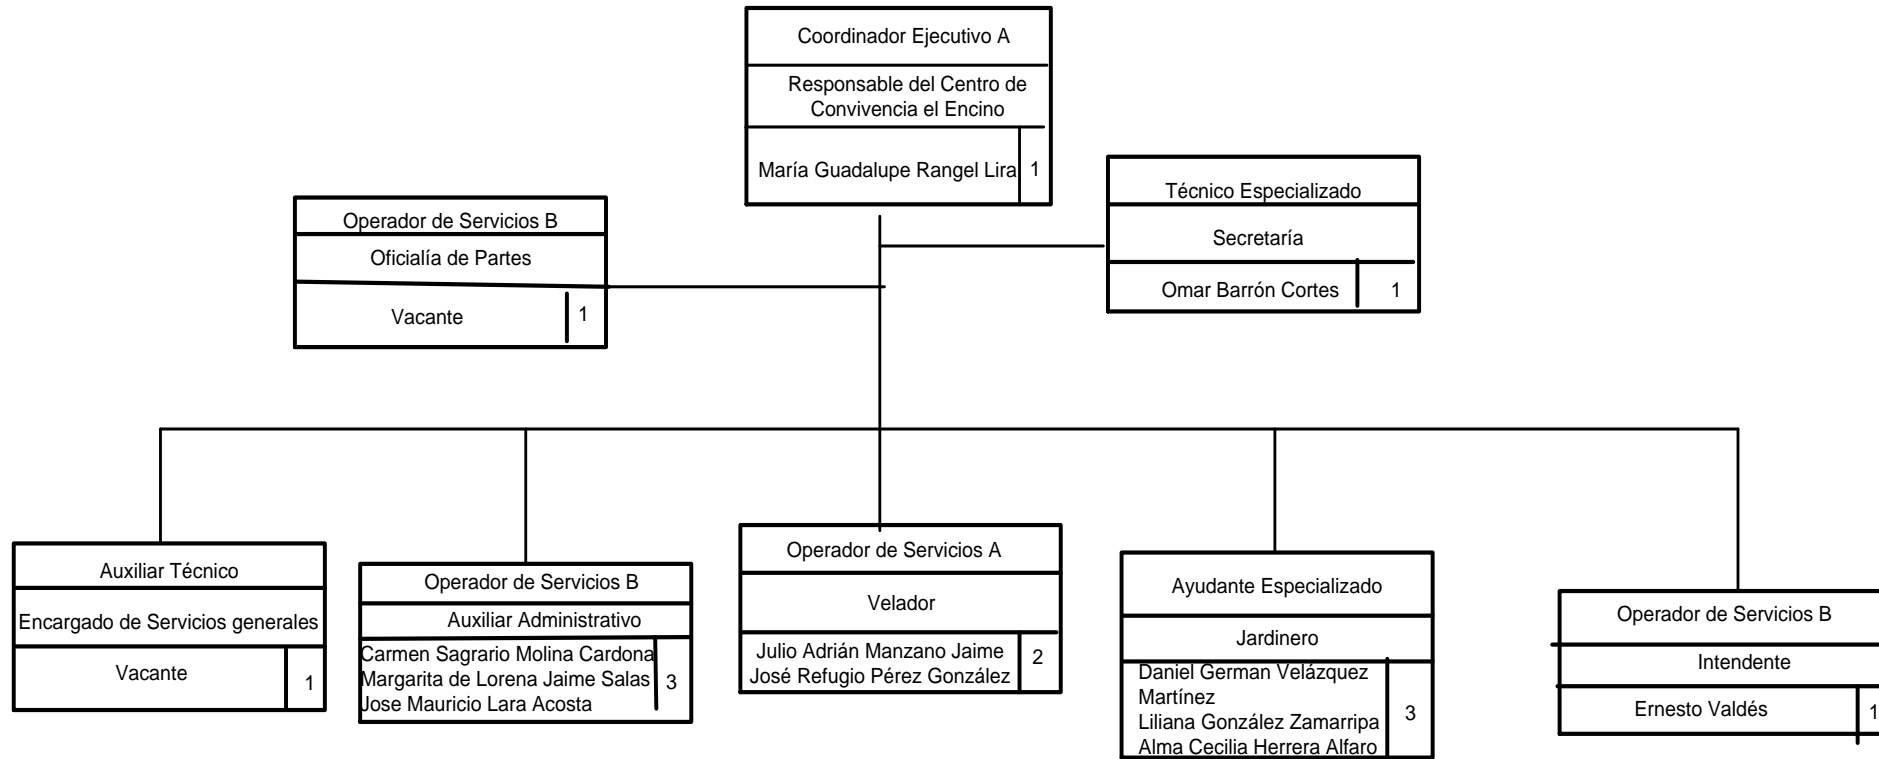 Coordinador Ejecutivo A
Responsable del Centro de
Convivencia el Encino
María Guadalupe Rangel Lira
1
Técnico Especializado
Secretaría
Omar Barrón Cortes
1
Operador de Servicios B
Oficialía de Partes
Vacante
1
Auxiliar Técnico
Encargado de Servicios generales
Vacante
1
Operador de Servicios B
Auxiliar Administrativo
Carmen Sagrario Molina Cardona
Margarita de Lorena Jaime Salas
Jose Mauricio Lara Acosta
3
Operador de Servicios A
Velador
Julio Adrián Manzano Jaime
José Refugio Pérez González
2
Ayudante Especializado
Jardinero
Daniel German Velázquez
Martínez
Liliana González Zamarripa
Alma Cecilia Herrera Alfaro
3
Operador de Servicios B
Intendente
Ernesto Valdés
1